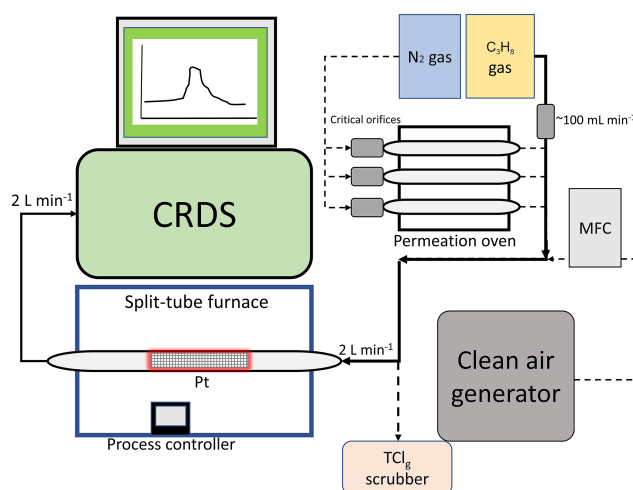 N₂ gas
C₃H₈
gas
Critical orifices
~100 mL min⁻¹
2 L min⁻¹
CRDS
MFC
Permeation oven
Split-tube furnace
2 L min⁻¹
Pt
Clean air
generator
Process controller
TClg
scrubber